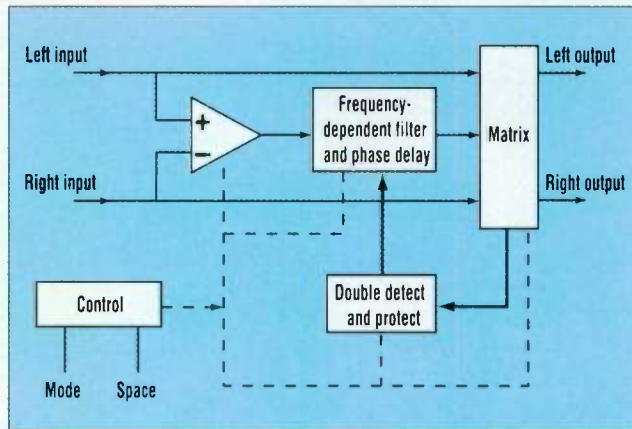 Left input
Left output
+
Frequency-
dependent filter
and phase delay
Matrix
−
Right input
Right output
Control
Double detect
and protect
Mode
Space